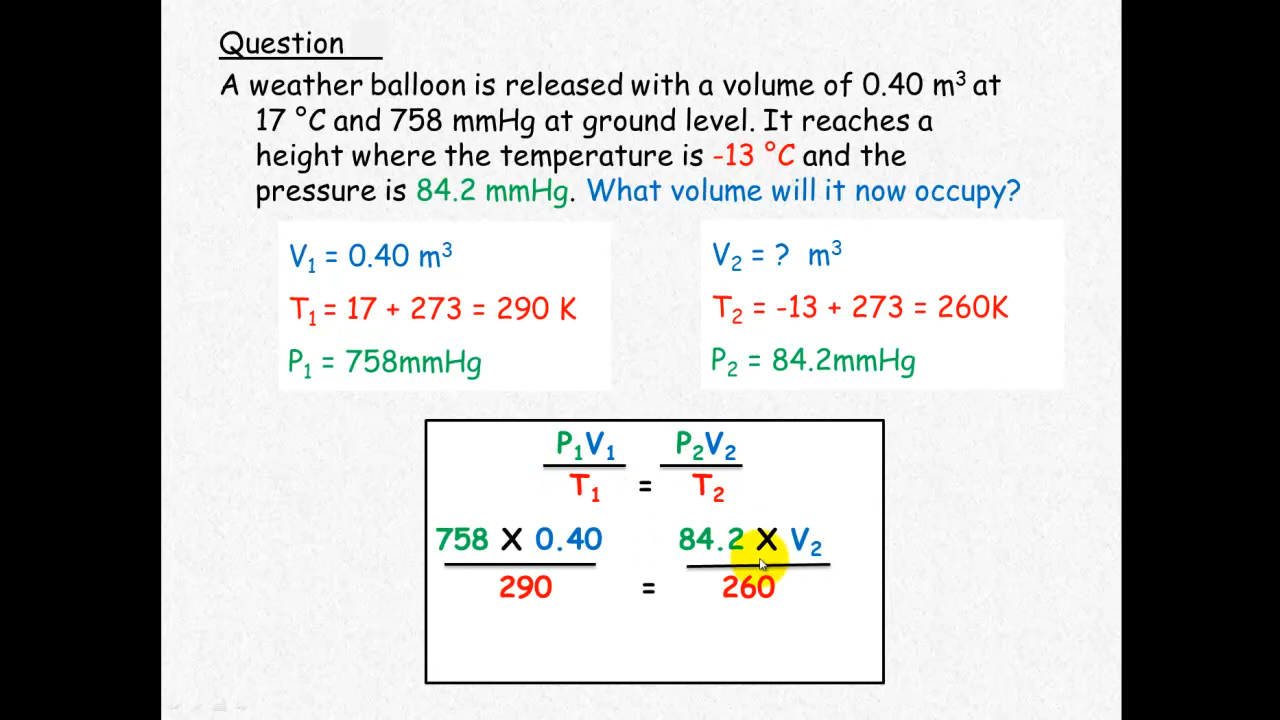 Question
A weather balloon is released with a volume of 0.40 m³ at
17 °C and 758 mmHg at ground level. It reaches a
height where the temperature is -13 °C and the
pressure is 84.2 mmHg. What volume will it now occupy?
V₁ = 0.40 m³
T₁ = 17 + 273 = 290 K
P₁ = 758mmHg
V₂ = ? m³
T₂ = -13 + 273 = 260K
P₂ = 84.2mmHg
P₁V₁ P₂V₂
T₁ = T₂
758 X 0.40 84.2 X V₂
290 = 260